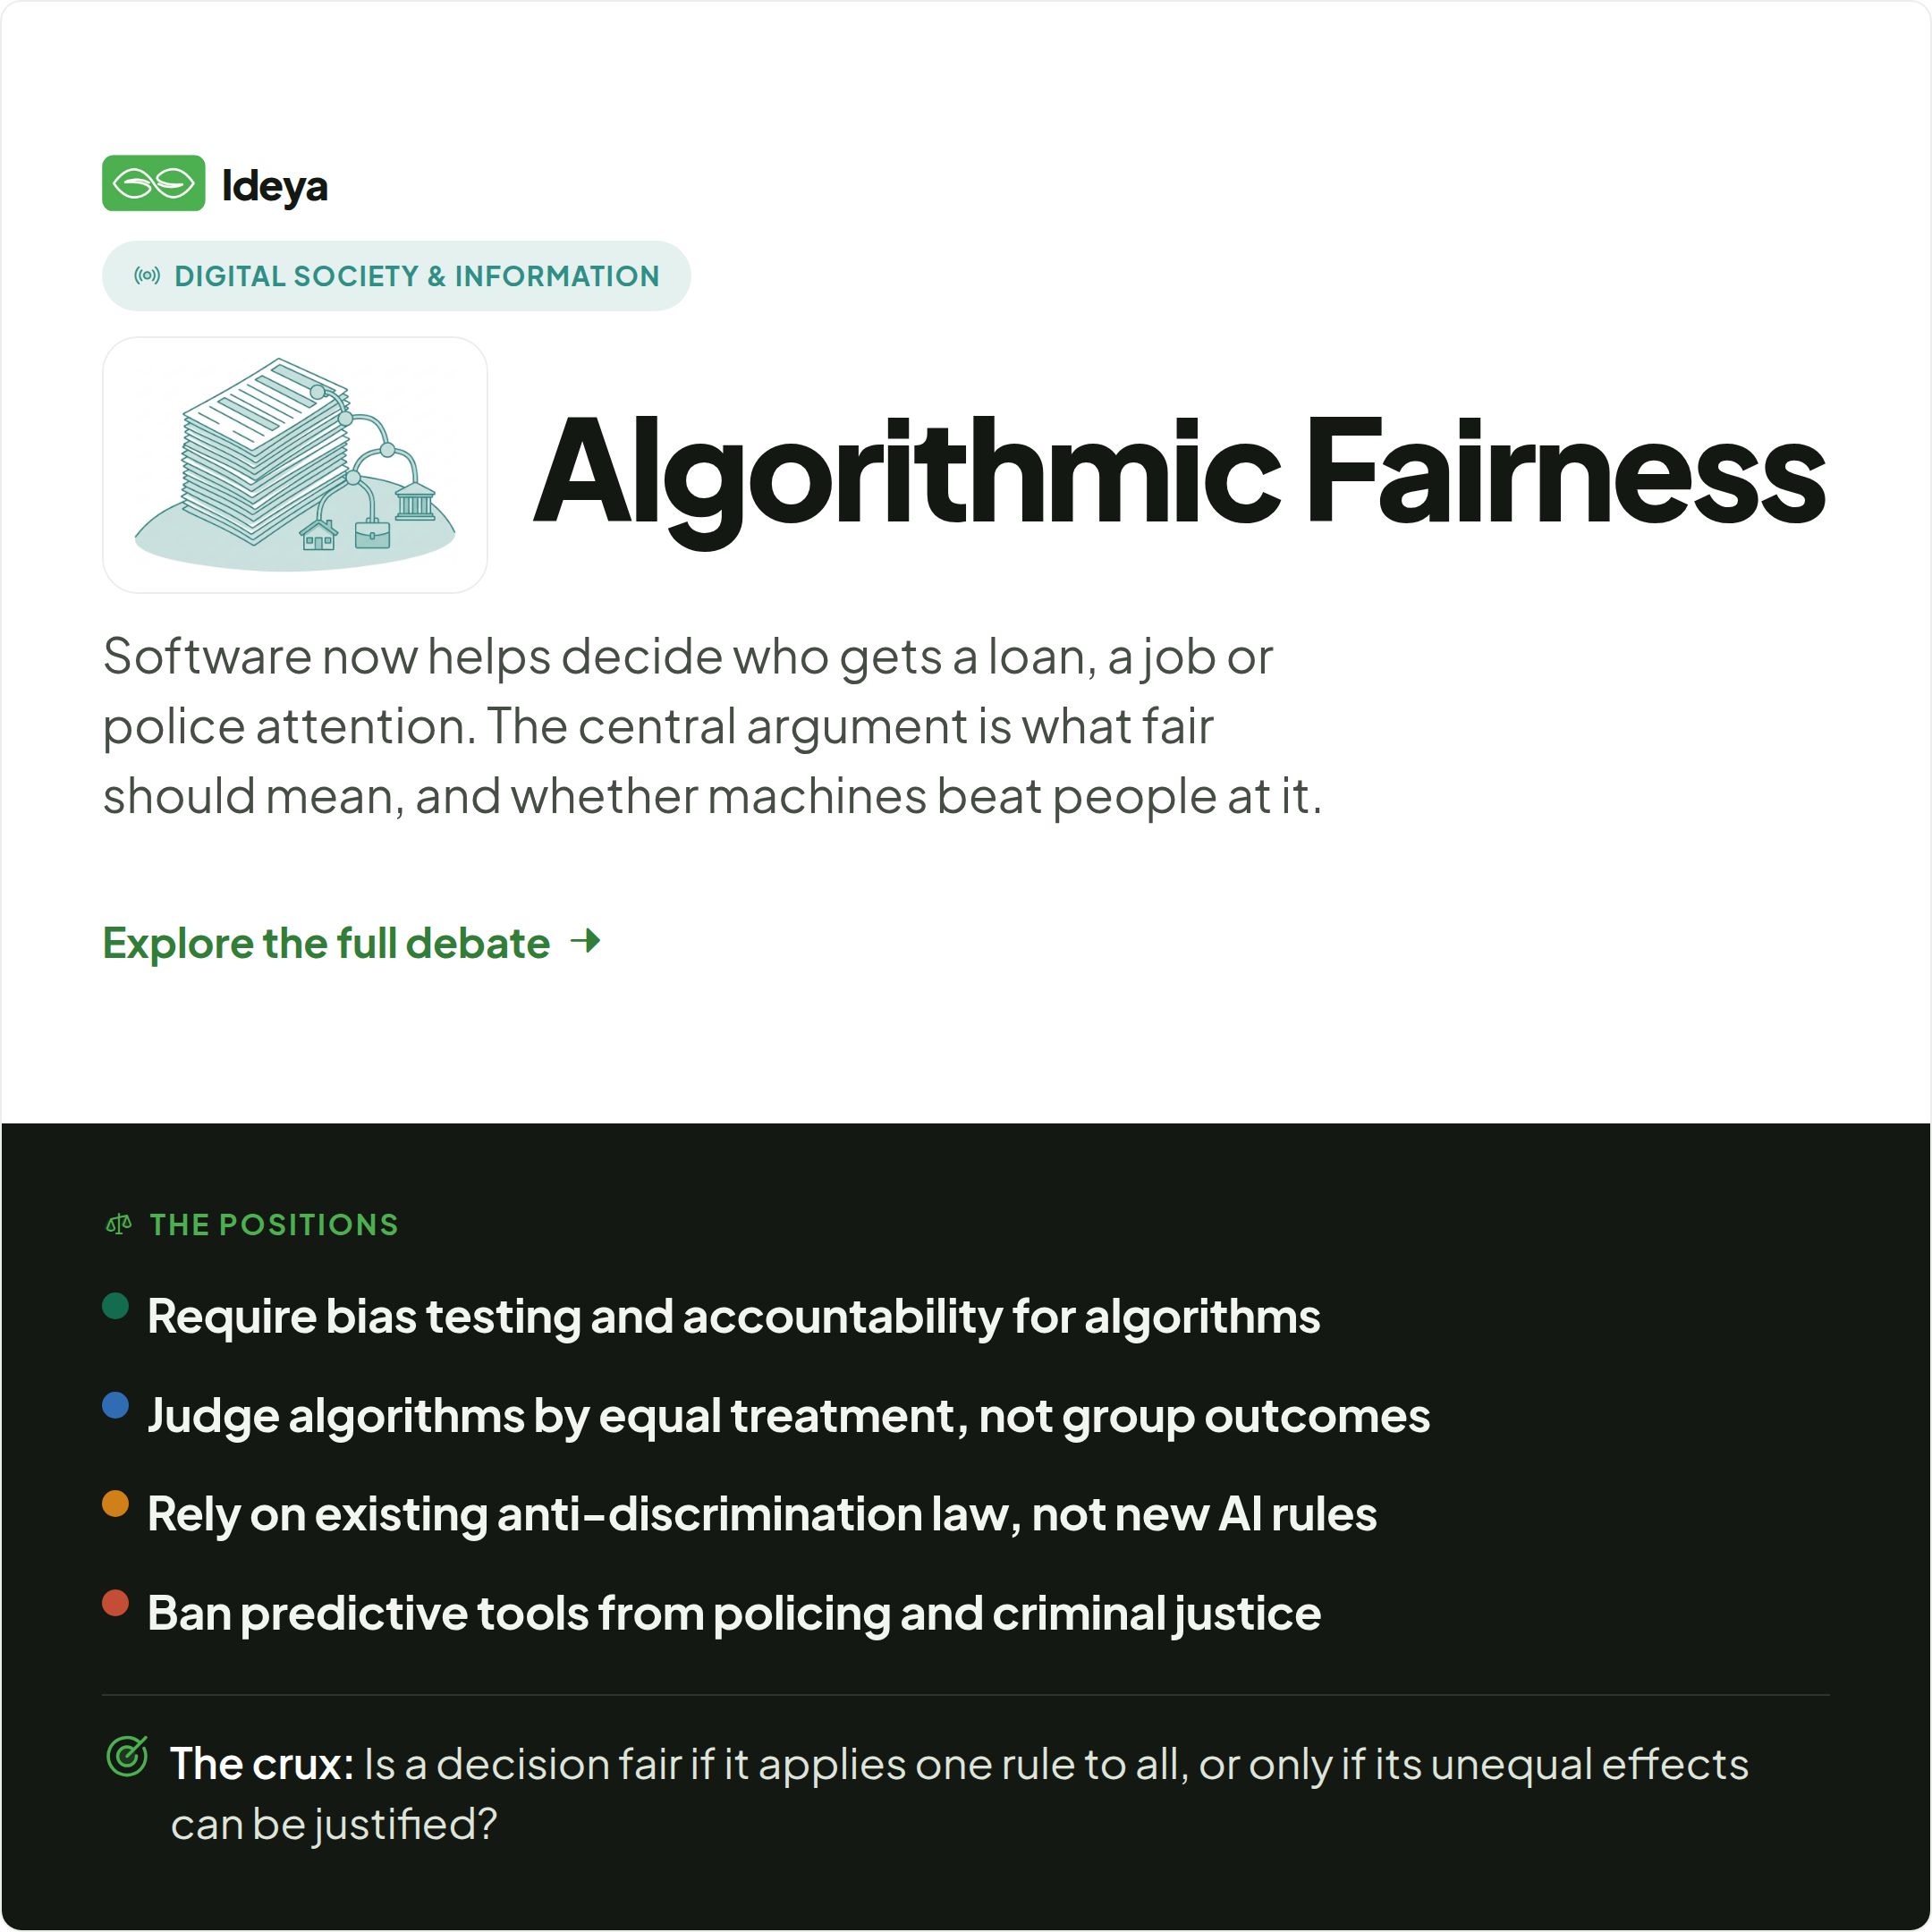 Ideya
DIGITAL SOCIETY & INFORMATION
Algorithmic Fairness
Software now helps decide who gets a loan, a job or
police attention. The central argument is what fair
should mean, and whether machines beat people at it.
Explore the full debate
THE POSITIONS
Require bias testing and accountability for algorithms
Judge algorithms by equal treatment, not group outcomes
Rely on existing anti-discrimination law, not new AI rules
Ban predictive tools from policing and criminal justice
The crux: Is a decision fair if it applies one rule to all, or only if its unequal effects
can be justified?